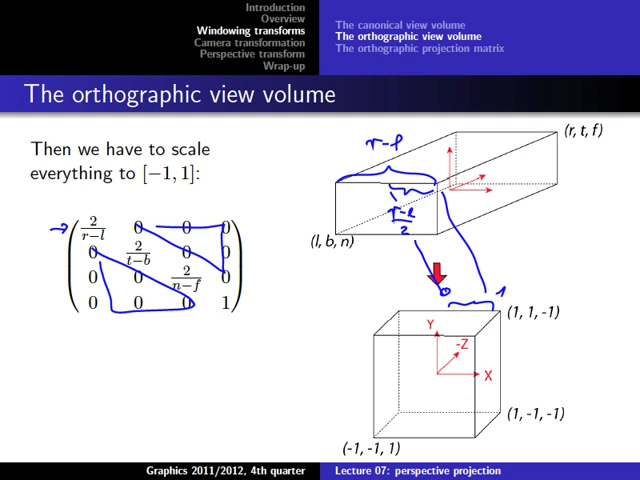 Introduction
Overview
Windowing transforms
Camera transformation
Perspective transform
Wrap-up
The canonical view volume
The orthographic view volume
The orthographic projection matrix
The orthographic view volume
Then we have to scale
everything to [−1, 1]:
2/(r−l) 0 0 0
0 2/(t−b) 0 0
0 0 2/(n−f) 0
0 0 0 1
r-l
(r, t, f)
r-l
2
(l, b, n)
0 1
(1, 1, -1)
Y
-Z
X
(1, -1, -1)
(-1, -1, 1)
Graphics 2011/2012, 4th quarter
Lecture 07: perspective projection